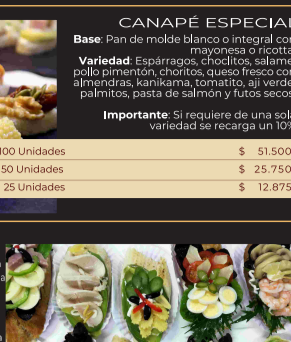 CANAPÉ ESPECIAL
Base: Pan de molde blanco o integral con
mayonesa o ricotta
Variedad: Espárragos, choclitos, salame
pollo pimentón, choritos, queso fresco con
almendras, kanikama, tomatito, ají verde
palmitos, pasta de salmón y futos secos
Importante: Si requiere de una sola
variedad se recarga un 10%
100 Unidades $ 51.500
50 Unidades $ 25.750
25 Unidades $ 12.875